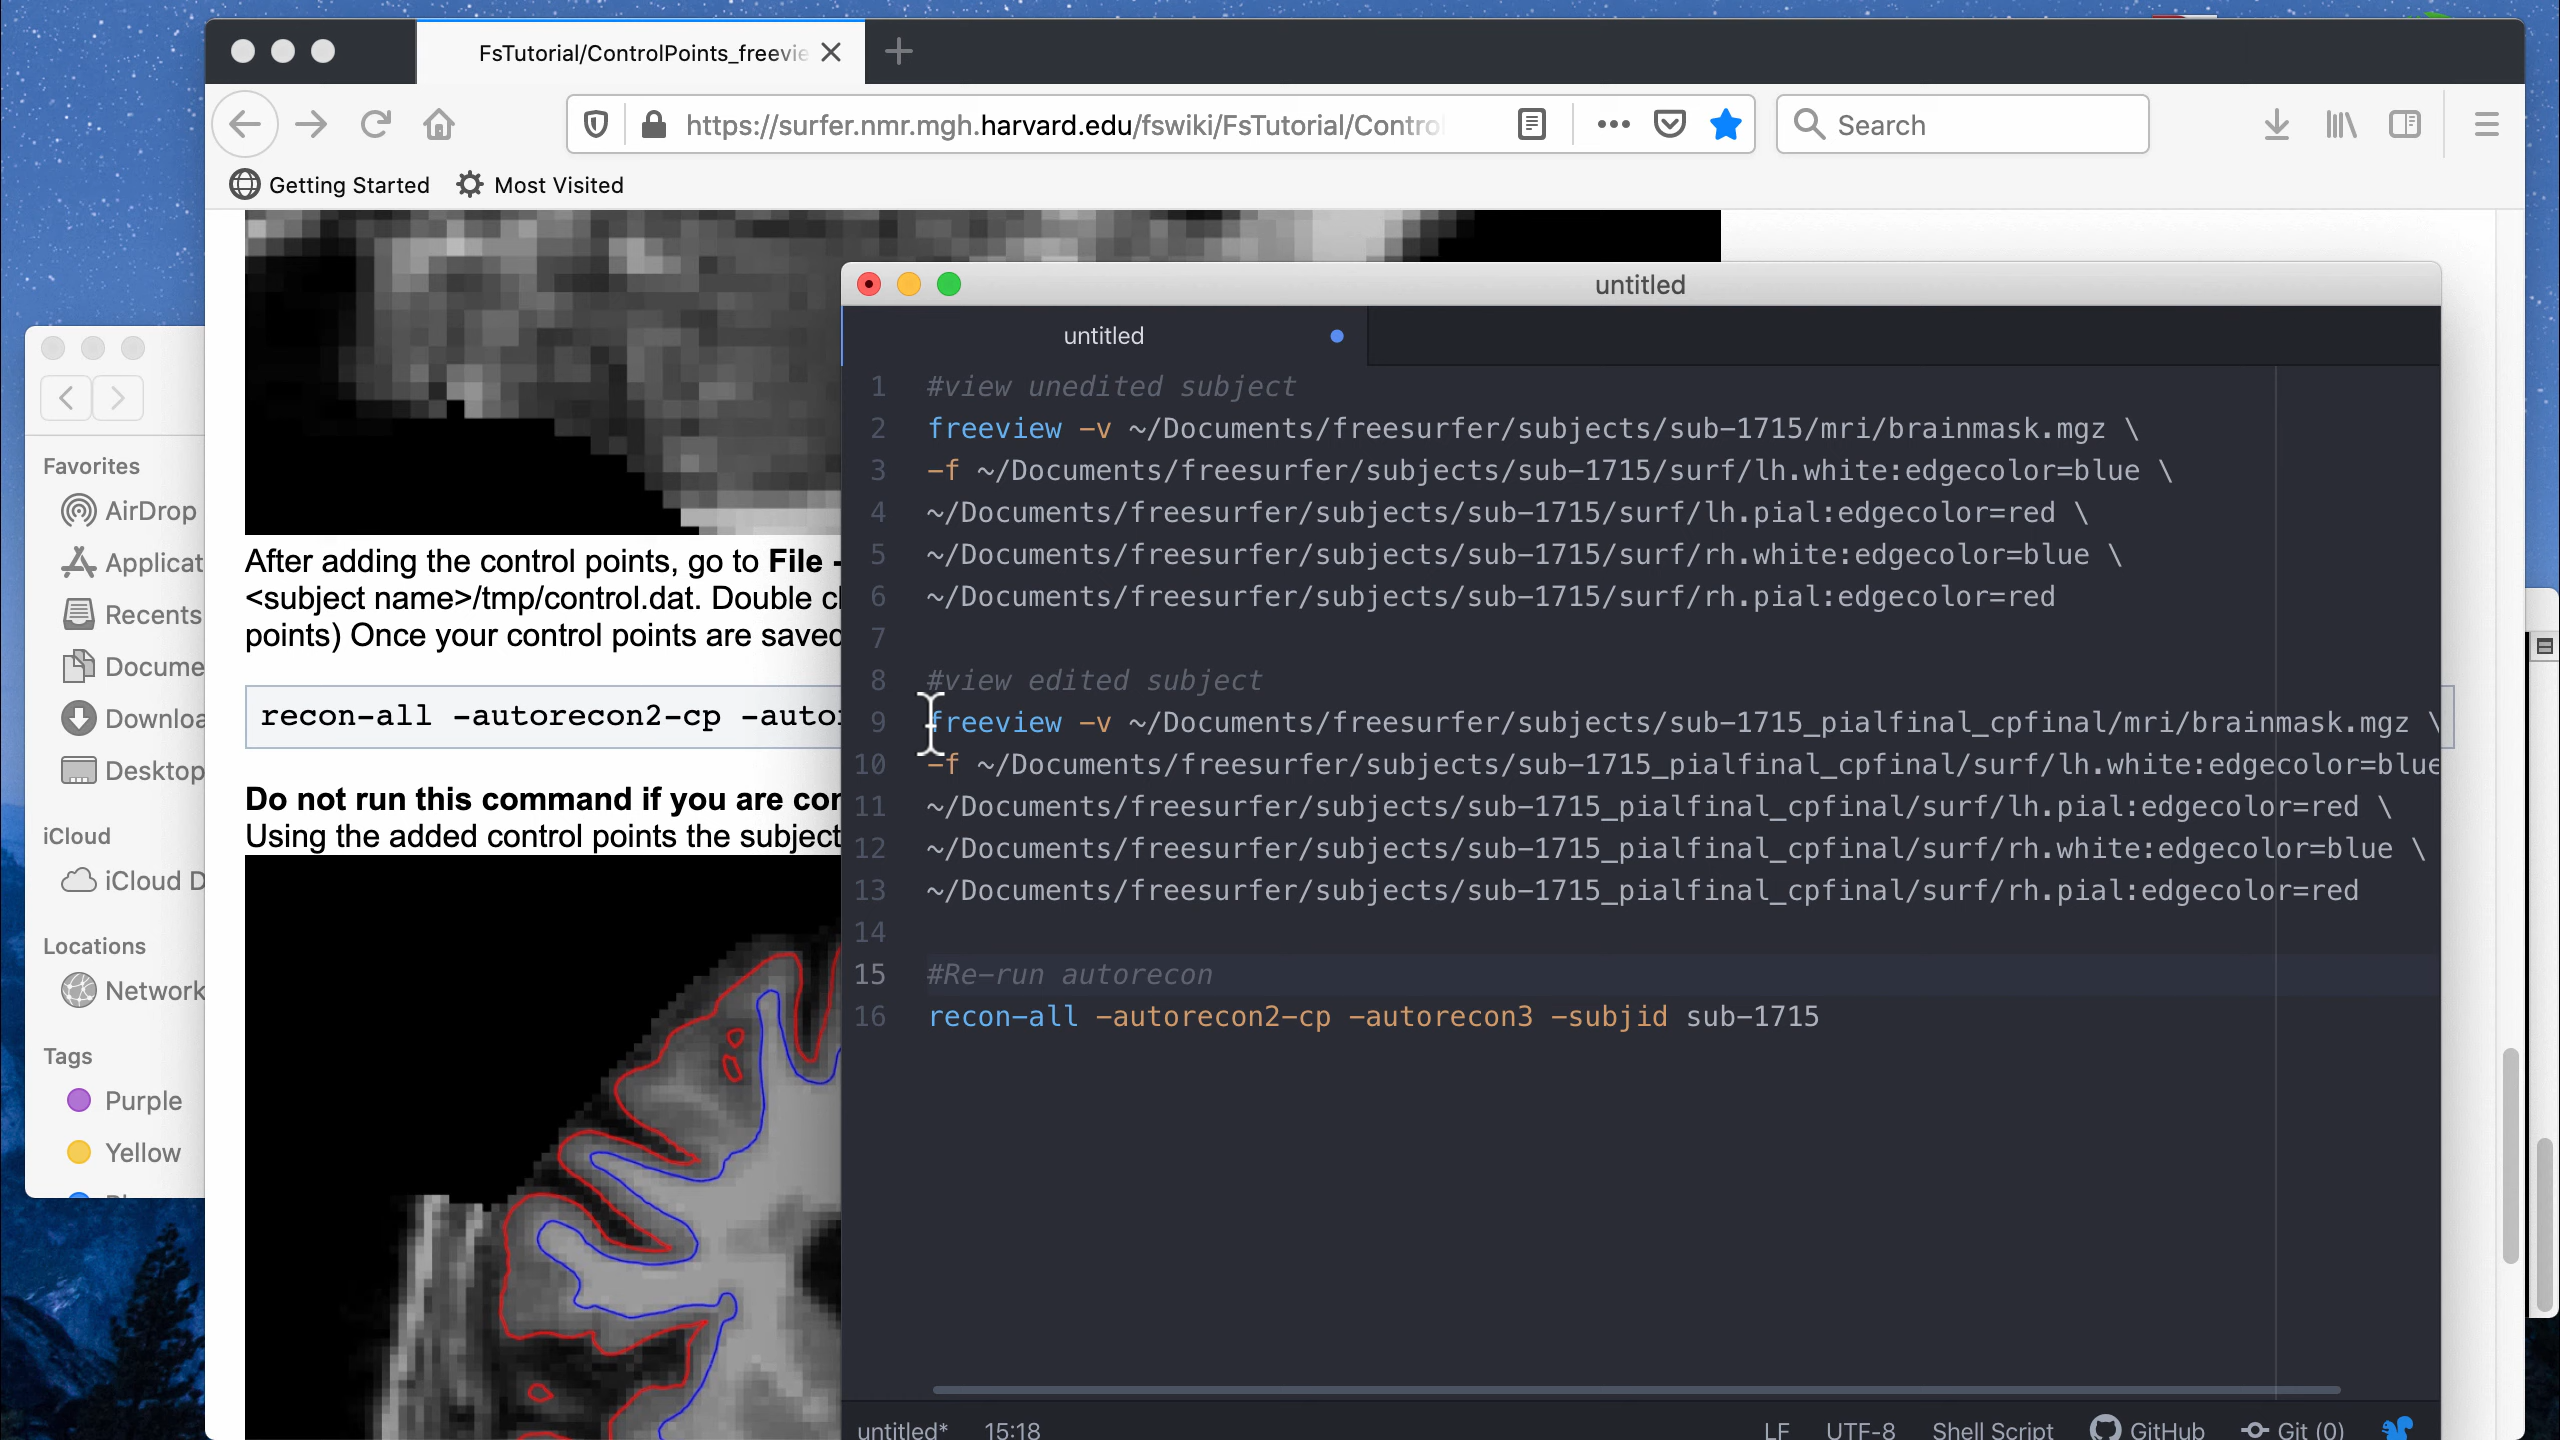 FsTutorial/ControlPoints_freevie
https://surfer.nmr.mgh.harvard.edu/fswiki/FsTutorial/Contro
Search
Getting Started
Most Visited
Favorites
AirDrop
Applicat
Recents
Docume
Downloa
Desktop
iCloud
iCloud D
Locations
Network
Tags
Purple
Yellow
After adding the control points, go to File -
<subject name>/tmp/control.dat. Double cl
points) Once your control points are saved
recon-all -autorecon2-cp -auto
Do not run this command if you are cor
Using the added control points the subject
untitled
untitled
1 #view unedited subject
2 freeview -v ~/Documents/freesurfer/subjects/sub-1715/mri/brainmask.mgz \
3 -f ~/Documents/freesurfer/subjects/sub-1715/surf/lh.white:edgecolor=blue \
4 ~/Documents/freesurfer/subjects/sub-1715/surf/lh.pial:edgecolor=red \
5 ~/Documents/freesurfer/subjects/sub-1715/surf/rh.white:edgecolor=blue \
6 ~/Documents/freesurfer/subjects/sub-1715/surf/rh.pial:edgecolor=red
7
8 #view edited subject
9 freeview -v ~/Documents/freesurfer/subjects/sub-1715_pialfinal_cpfinal/mri/brainmask.mgz \
10 -f ~/Documents/freesurfer/subjects/sub-1715_pialfinal_cpfinal/surf/lh.white:edgecolor=blue
11 ~/Documents/freesurfer/subjects/sub-1715_pialfinal_cpfinal/surf/lh.pial:edgecolor=red \
12 ~/Documents/freesurfer/subjects/sub-1715_pialfinal_cpfinal/surf/rh.white:edgecolor=blue \
13 ~/Documents/freesurfer/subjects/sub-1715_pialfinal_cpfinal/surf/rh.pial:edgecolor=red
14
15 #Re-run autorecon
16 recon-all -autorecon2-cp -autorecon3 -subjid sub-1715
untitled* 15:18 LF UTF-8 Shell Script GitHub Git (0)